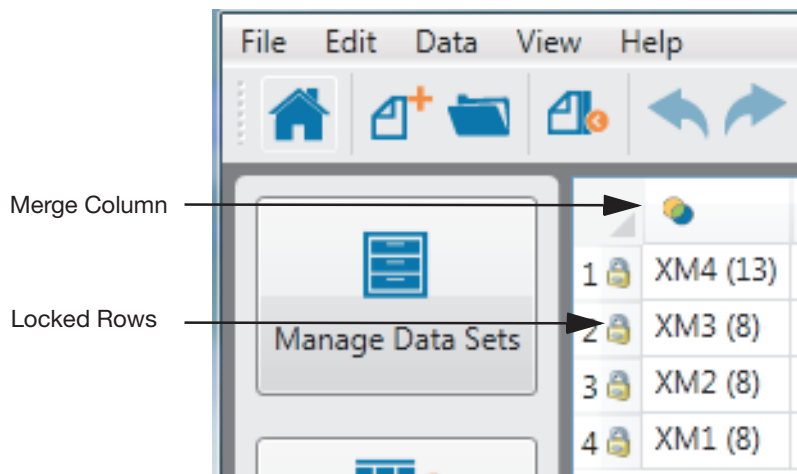 File Edit Data View Help
Merge Column
1 XM4 (13)
Locked Rows
2 XM3 (8)
Manage Data Sets
3 XM2 (8)
4 XM1 (8)